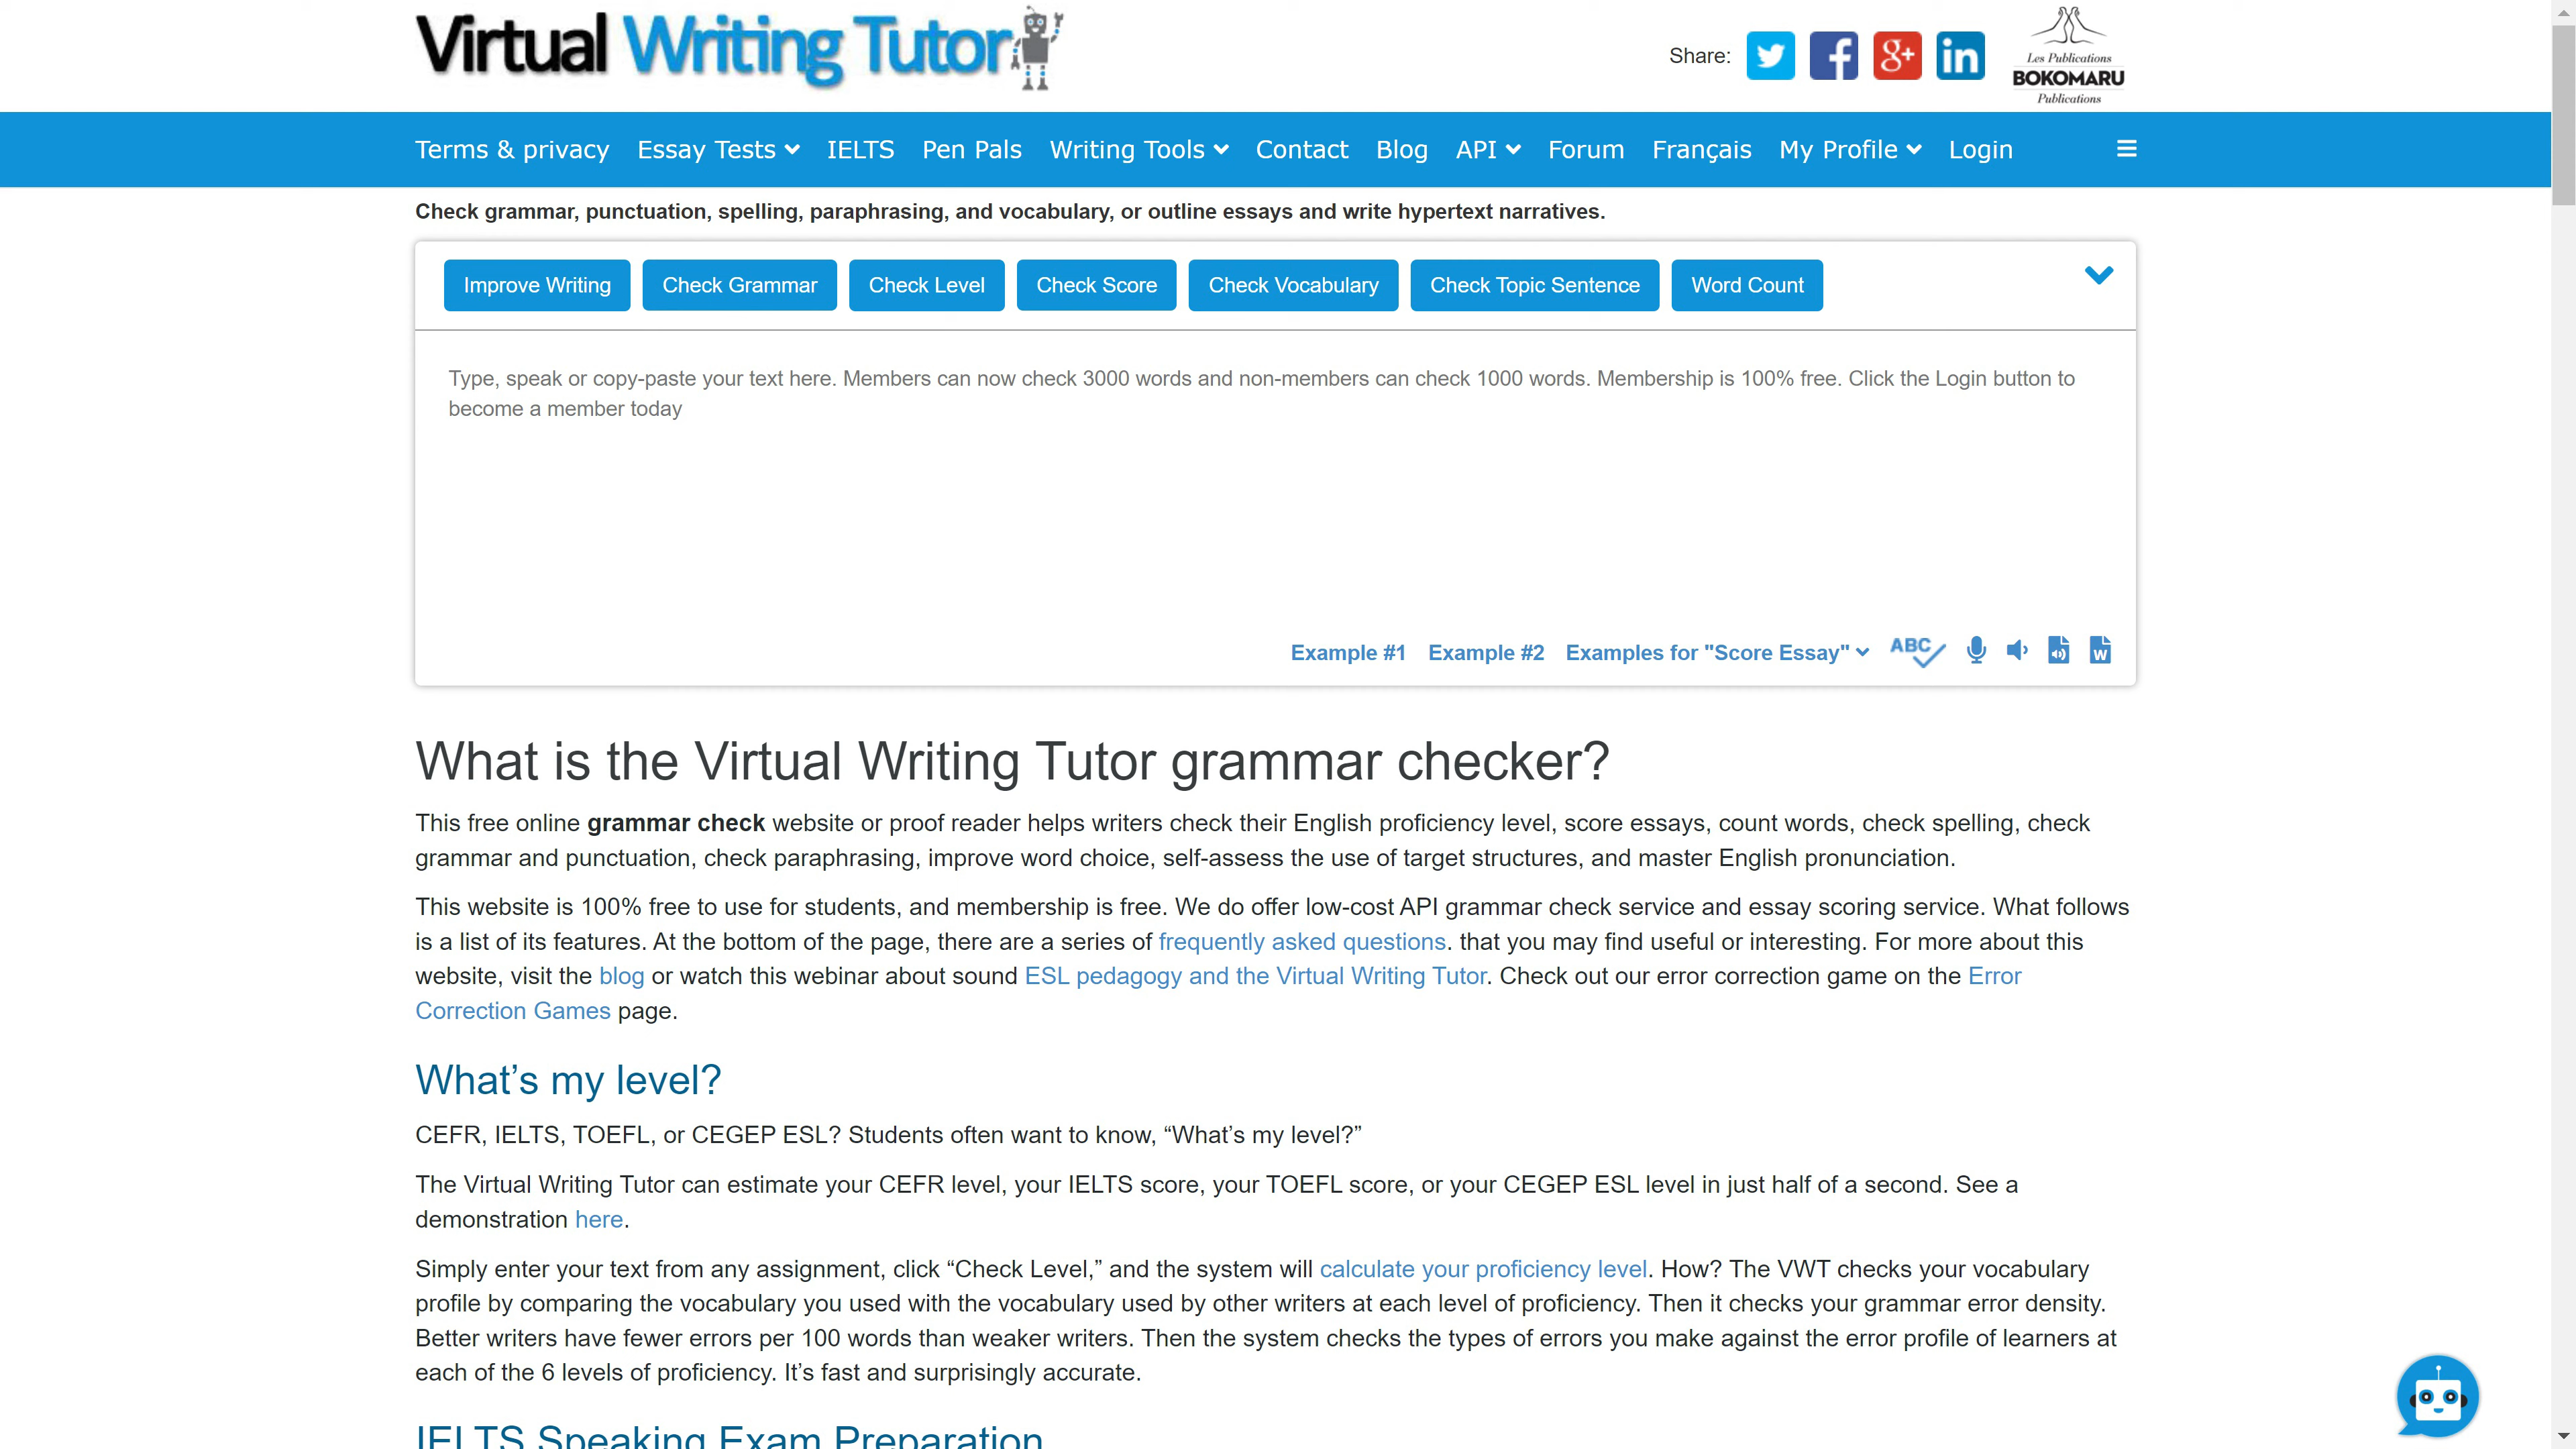 Virtual Writing Tutor
Share:
Les Publications
BOKOMARU
Publications
Terms & privacy Essay Tests IELTS Pen Pals Writing Tools Contact Blog API Forum Français My Profile Login
Check grammar, punctuation, spelling, paraphrasing, and vocabulary, or outline essays and write hypertext narratives.
Improve Writing Check Grammar Check Level Check Score Check Vocabulary Check Topic Sentence Word Count
Type, speak or copy-paste your text here. Members can now check 3000 words and non-members can check 1000 words. Membership is 100% free. Click the Login button to
become a member today
Example #1 Example #2 Examples for "Score Essay" ABC W
What is the Virtual Writing Tutor grammar checker?
This free online grammar check website or proof reader helps writers check their English proficiency level, score essays, count words, check spelling, check
grammar and punctuation, check paraphrasing, improve word choice, self-assess the use of target structures, and master English pronunciation.
This website is 100% free to use for students, and membership is free. We do offer low-cost API grammar check service and essay scoring service. What follows
is a list of its features. At the bottom of the page, there are a series of frequently asked questions. that you may find useful or interesting. For more about this
website, visit the blog or watch this webinar about sound ESL pedagogy and the Virtual Writing Tutor. Check out our error correction game on the Error
Correction Games page.
What’s my level?
CEFR, IELTS, TOEFL, or CEGEP ESL? Students often want to know, “What’s my level?”
The Virtual Writing Tutor can estimate your CEFR level, your IELTS score, your TOEFL score, or your CEGEP ESL level in just half of a second. See a
demonstration here.
Simply enter your text from any assignment, click “Check Level,” and the system will calculate your proficiency level. How? The VWT checks your vocabulary
profile by comparing the vocabulary you used with the vocabulary used by other writers at each level of proficiency. Then it checks your grammar error density.
Better writers have fewer errors per 100 words than weaker writers. Then the system checks the types of errors you make against the error profile of learners at
each of the 6 levels of proficiency. It’s fast and surprisingly accurate.
IELTS Speaking Exam Preparation